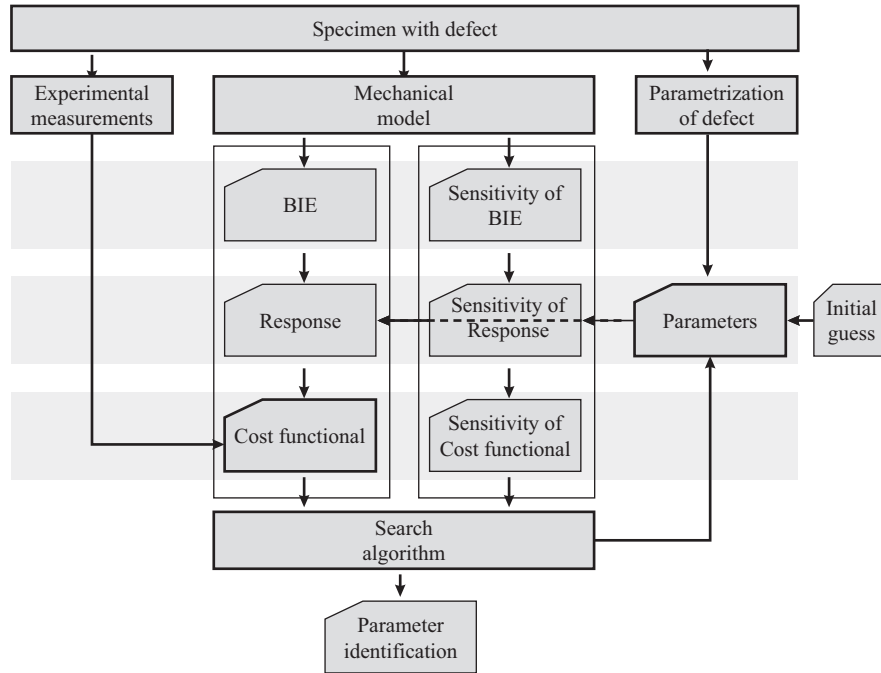 Specimen with defect
Experimental
measurements
Mechanical
model
Parametrization
of defect
BIE
Sensitivity of
BIE
Response
Sensitivity of
Response
Parameters
Initial
guess
Cost functional
Sensitivity of
Cost functional
Search
algorithm
Parameter
identification